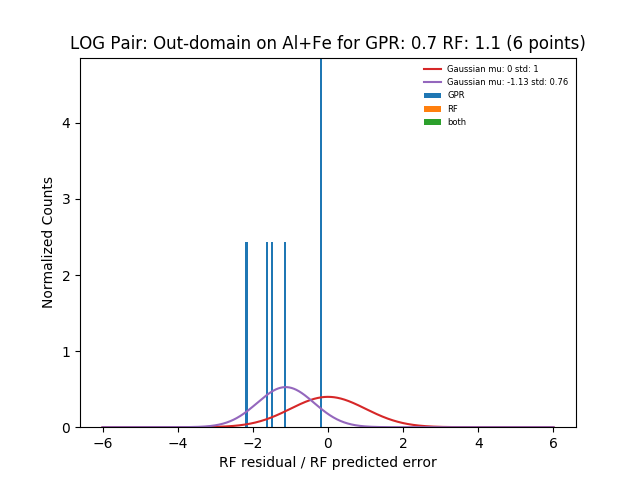 LOG Pair: Out-domain on Al+Fe for GPR: 0.7 RF: 1.1 (6 points)
Gaussian mu: 0 std: 1
Gaussian mu: -1.13 std: 0.76
GPR
RF
both
Normalized Counts
4
3
2
1
0
−6
−4
−2
0
2
4
6
RF residual / RF predicted error